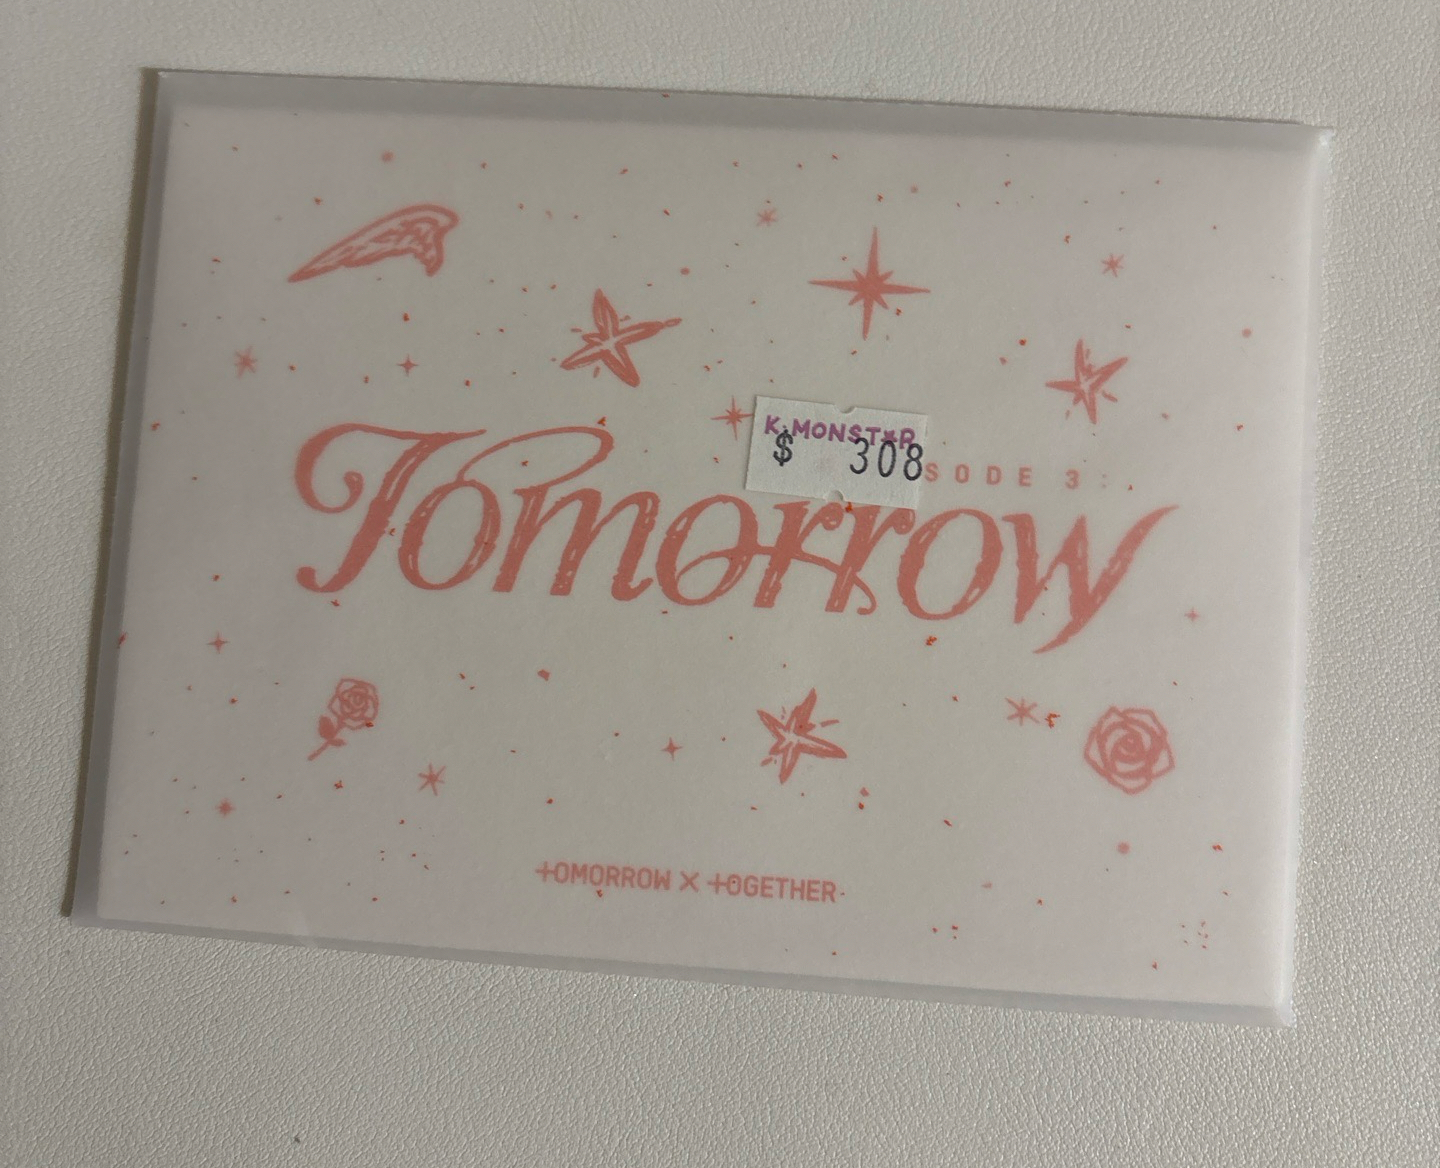 K.MONSTAR
$ 308
SODE 3:
Tomorrow
TOMORROW X TOGETHER